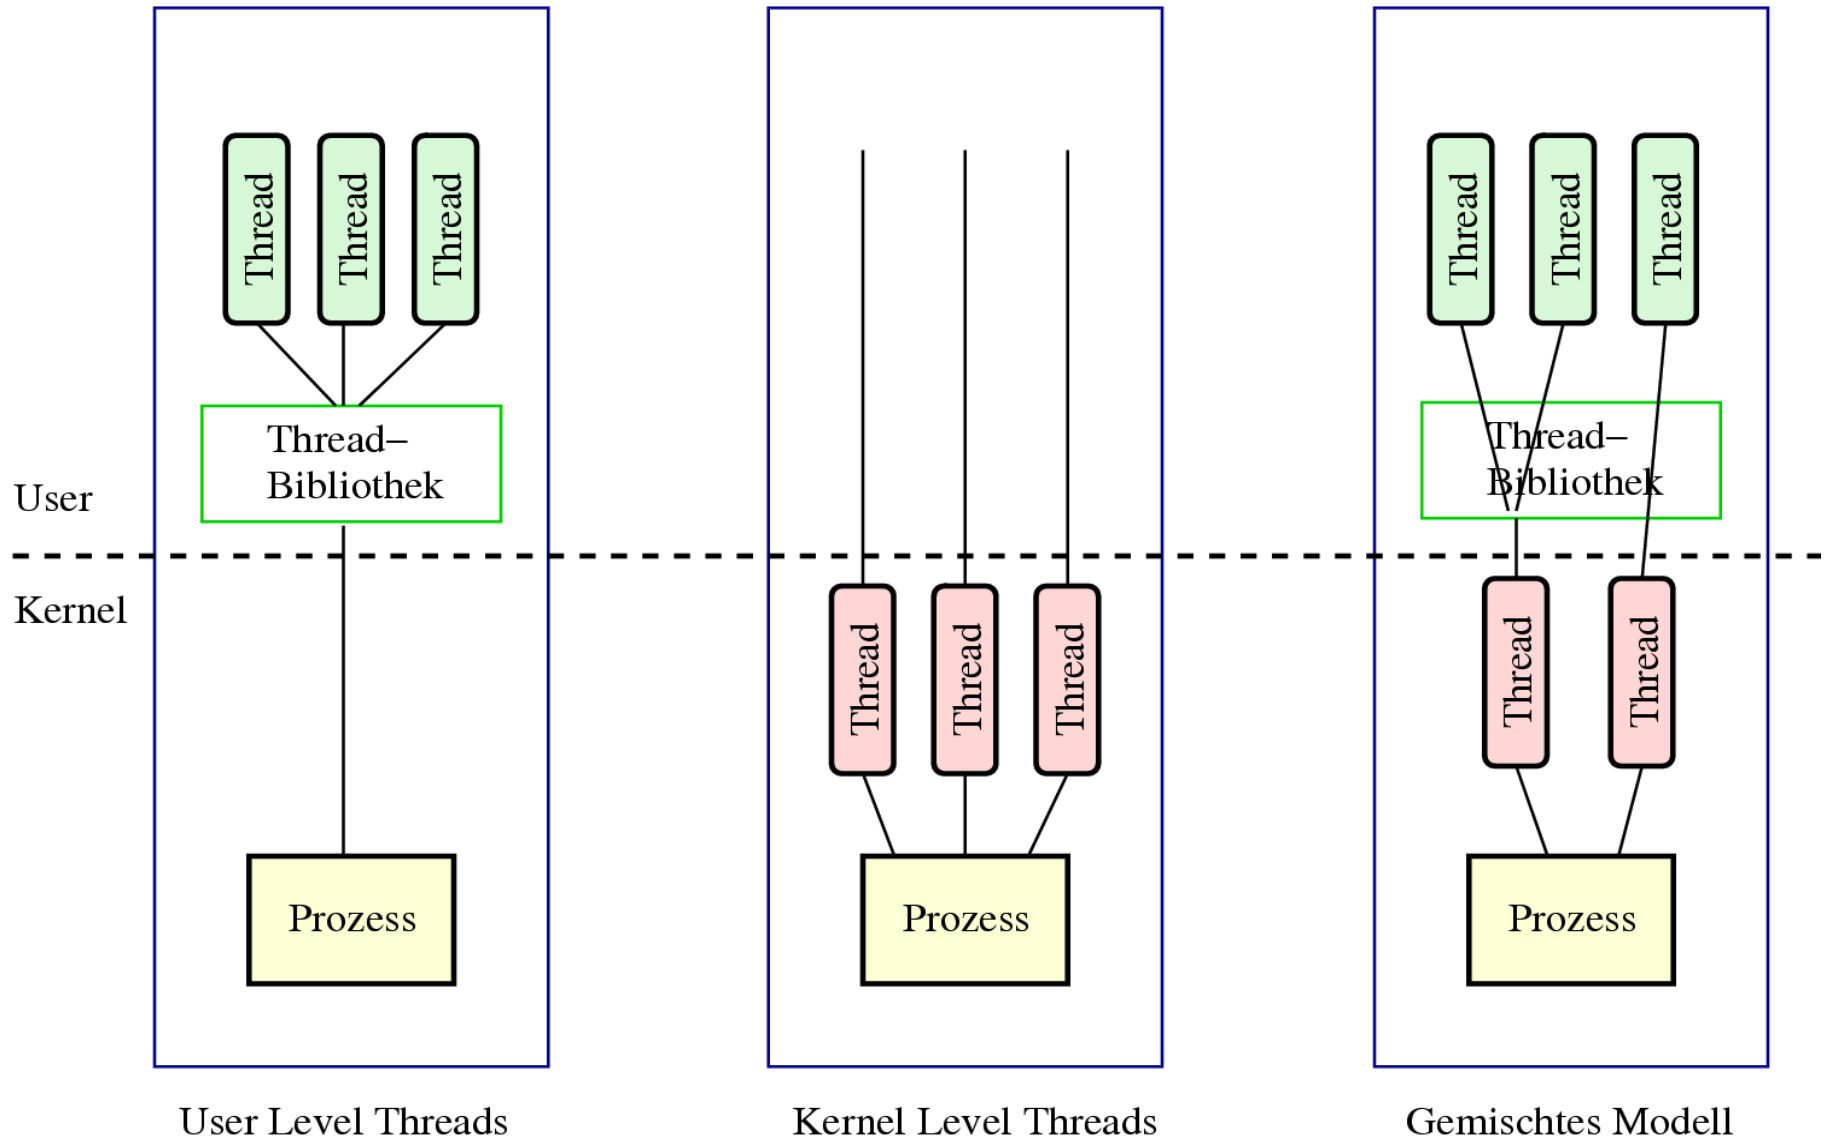 Thread
Thread
Thread
Thread–
Bibliothek
Prozess
User Level Threads
User
Kernel
Thread
Thread
Thread
Prozess
Kernel Level Threads
Thread
Thread
Thread
Thread–
Bibliothek
Thread
Thread
Prozess
Gemischtes Modell